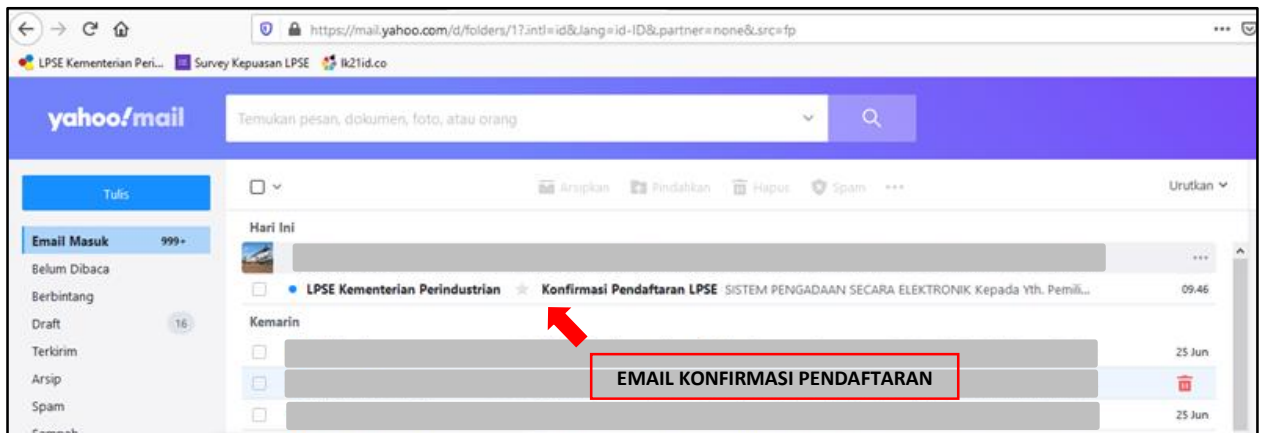 https://mail.yahoo.com/d/folders/1?.intl=id&.lang=id-ID&.partner=none&.src=fp
LPSE Kementerian Peri... Survey Kepuasan LPSE lk21id.co
yahoo!mail Temukan pesan, dokumen, foto, atau orang
Tulis Arsipkan Pindahkan Hapus Spam ... Urutkan
Hari Ini
Email Masuk 999+
Belum Dibaca
LPSE Kementerian Perindustrian Konfirmasi Pendaftaran LPSE SISTEM PENGADAAN SECARA ELEKTRONIK Kepada Yth. Pemili... 09.46
Berbintang
Draft 16 Kemarin
Terkirim 25 Jun
Arsip EMAIL KONFIRMASI PENDAFTARAN
Spam 25 Jun